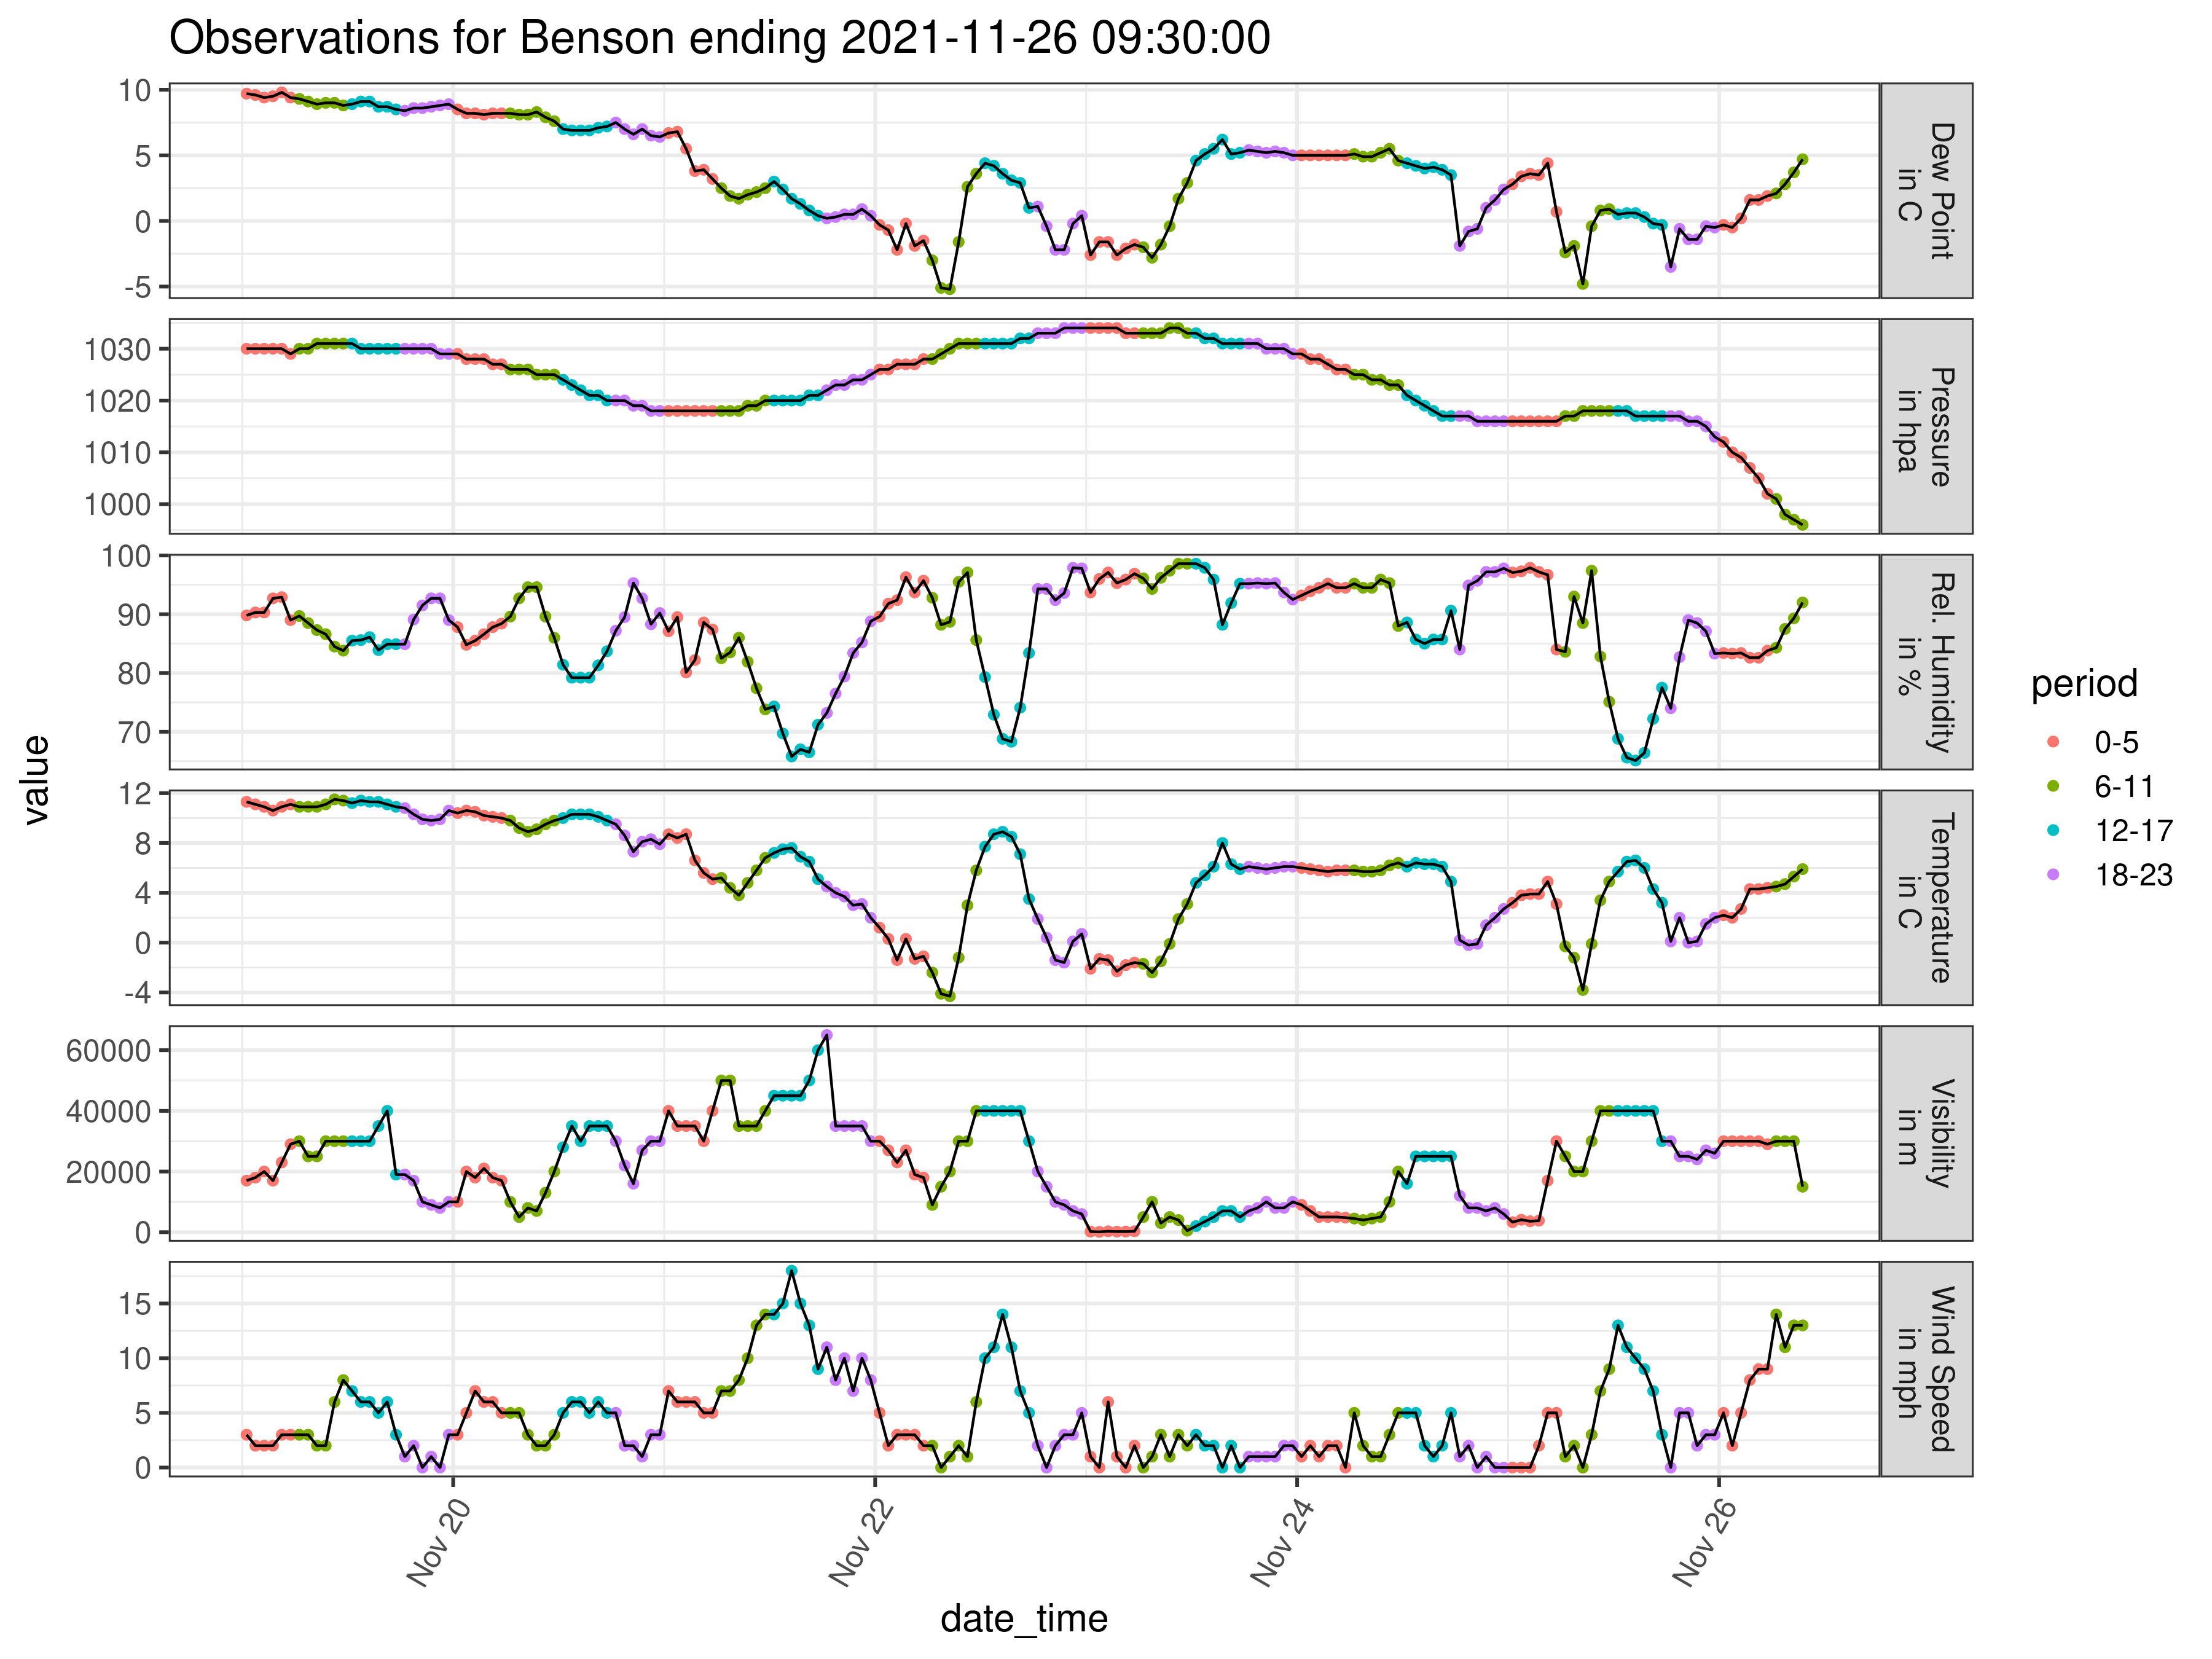 Observations for Benson ending 2021-11-26 09:30:00
value
10
5
0
-5
Dew Point
in C
1030
1020
1010
1000
Pressure
in hpa
100
90
80
70
Rel. Humidity
in %
12
8
4
0
-4
Temperature
in C
60000
40000
20000
0
Visibility
in m
15
10
5
0
Wind Speed
in mph
Nov 20
Nov 22
Nov 24
Nov 26
date_time
period
0-5
6-11
12-17
18-23